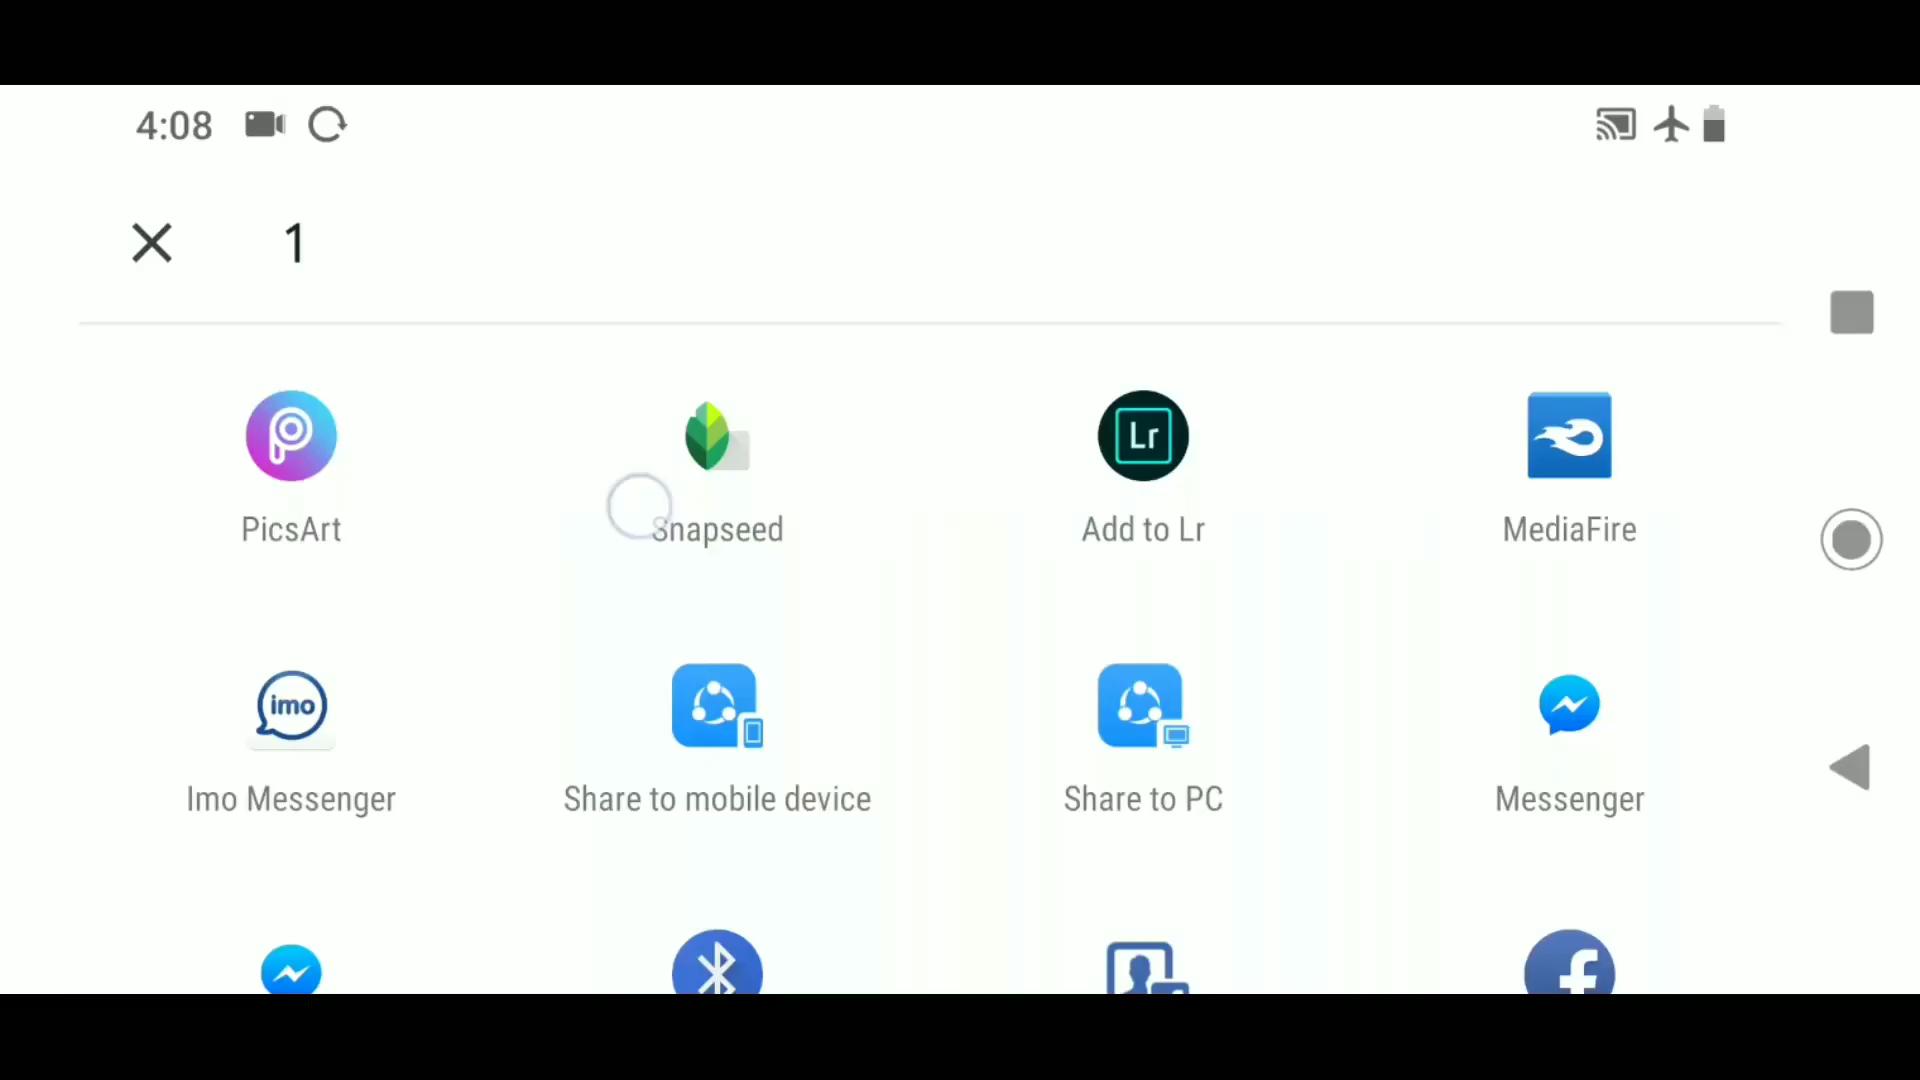 4:08
1
Lr
PicsArt
Snapseed
Add to Lr
MediaFire
imo
Imo Messenger
Share to mobile device
Share to PC
Messenger